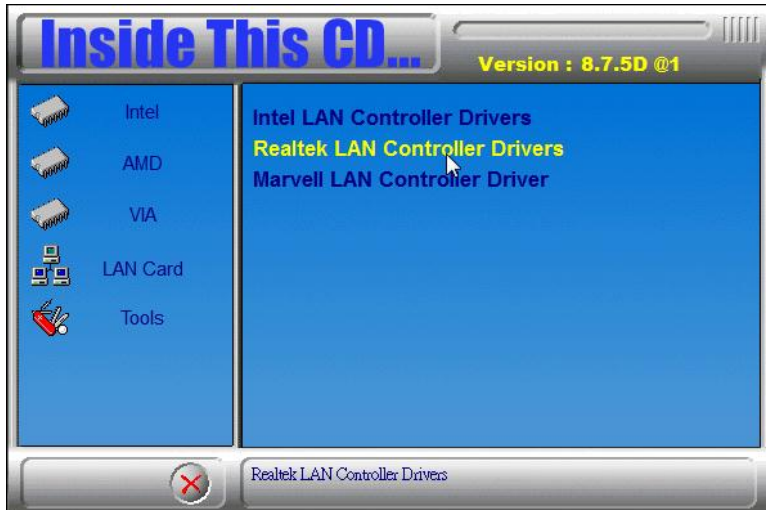 Inside This CD...
Version : 8.7.5D @1
Intel
AMD
VIA
LAN Card
Tools
Intel LAN Controller Drivers
Realtek LAN Controller Drivers
Marvell LAN Controller Driver
Realtek LAN Controller Drivers